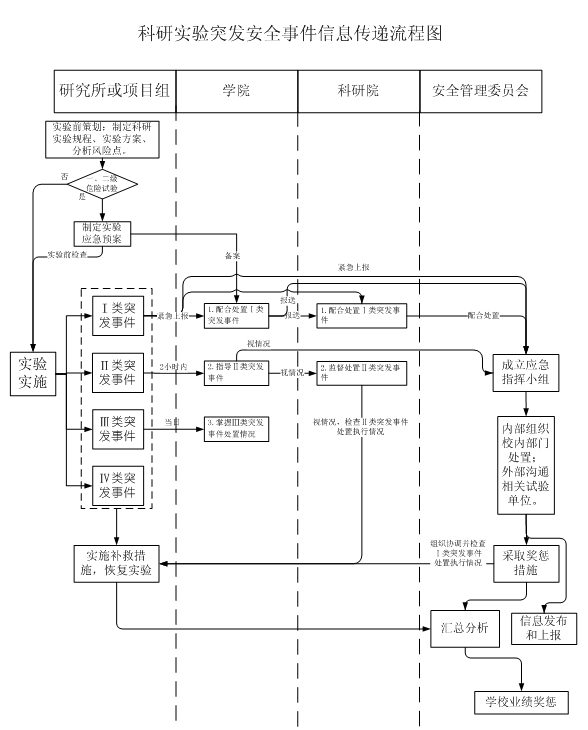 科研实验突发安全事件信息传递流程图
研究所或项目组
学院
科研院
安全管理委员会
实验前策划：制定科研
实验规程、实验方案、
分析风险点。
否
一、二级
危险试验
是
制定实验
应急预案
实验前检查
备案
紧急上报
Ⅰ类突
发事件
紧急上报
1.配合处置Ⅰ类
突发事件
报送
报送
1.配合处置Ⅰ类突发事
件
配合处置
视情况
实验
实施
Ⅱ类突
发事件
2小时内
2.指导Ⅱ类突发
事件
视情况
2.监督处置Ⅱ类突发事
件
成立应急
指挥小组
Ⅲ类突
发事件
当日
3.掌握Ⅲ类突发
事件处置情况
视情况，检查Ⅱ类突发事件
处置执行情况
内部组织
校内部门
处置；
外部沟通
相关试验
单位。
Ⅳ类突
发事件
实施补救措
施，恢复实验
组织协调并检查
Ⅰ类突发事件
处置执行情况
采取奖惩
措施
汇总分析
信息发布
和上报
学校业绩奖惩